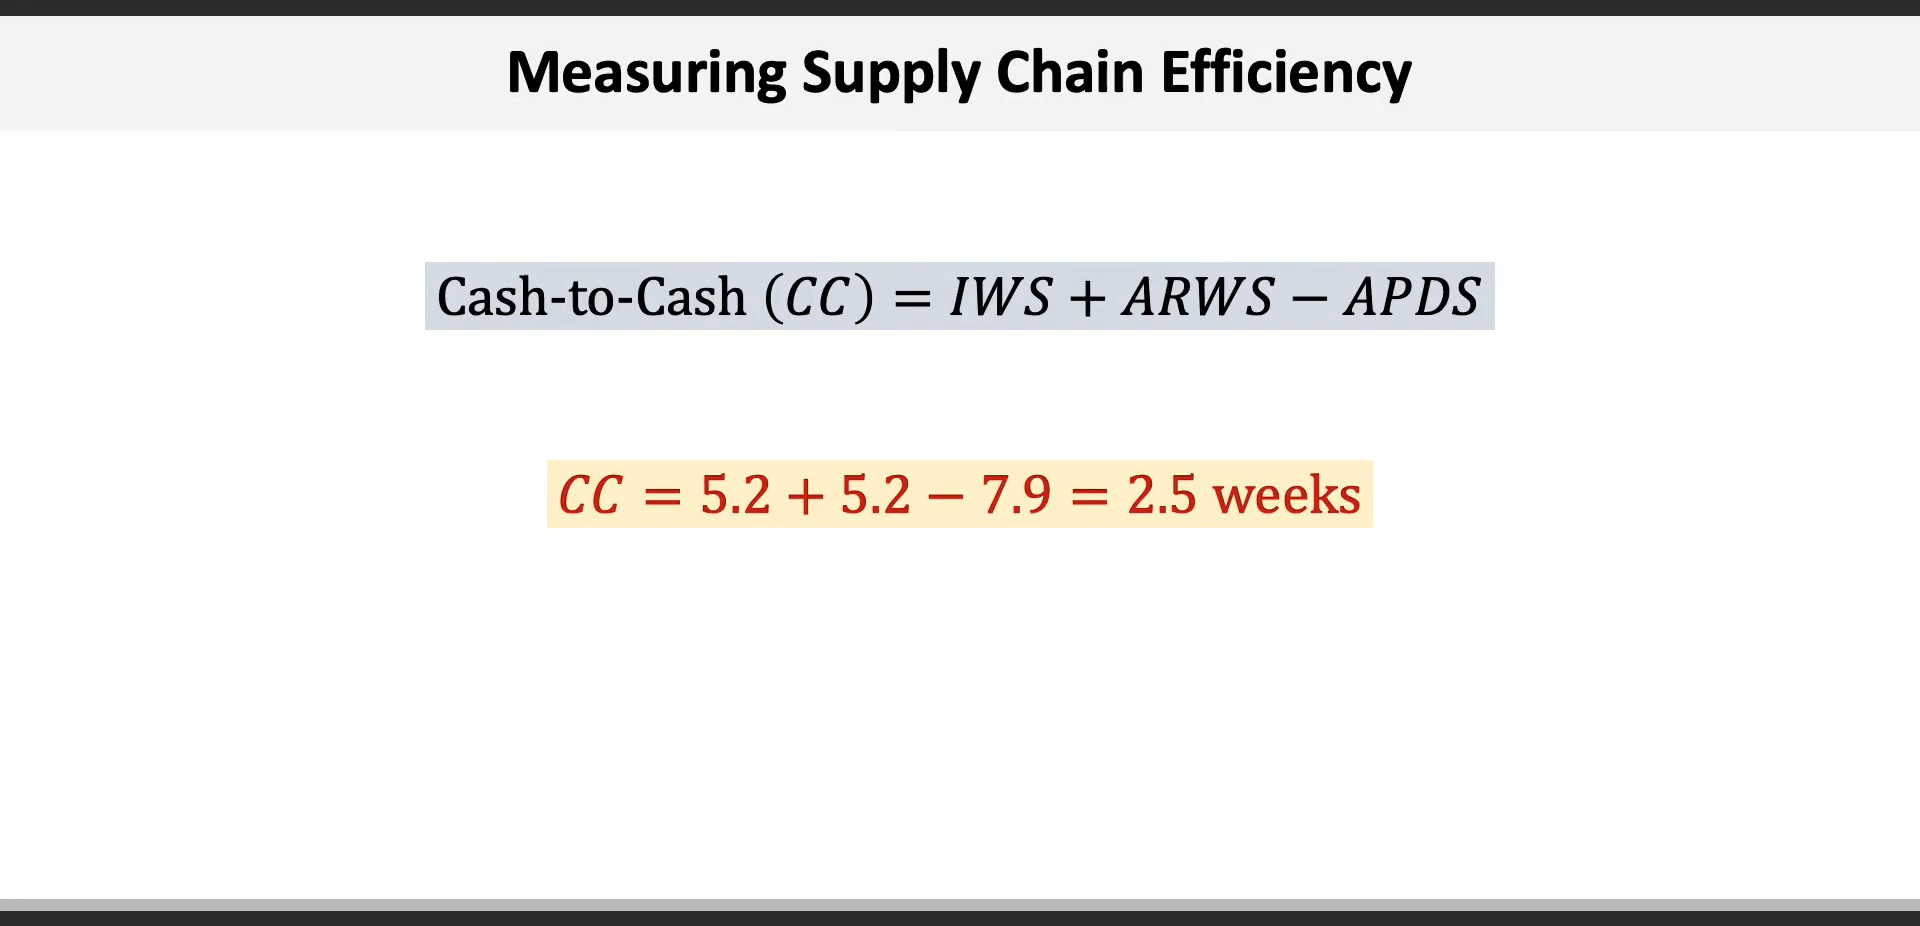 Measuring Supply Chain Efficiency
Cash-to-Cash (CC) = IWS + ARWS − APDS
CC = 5.2 + 5.2 − 7.9 = 2.5 weeks